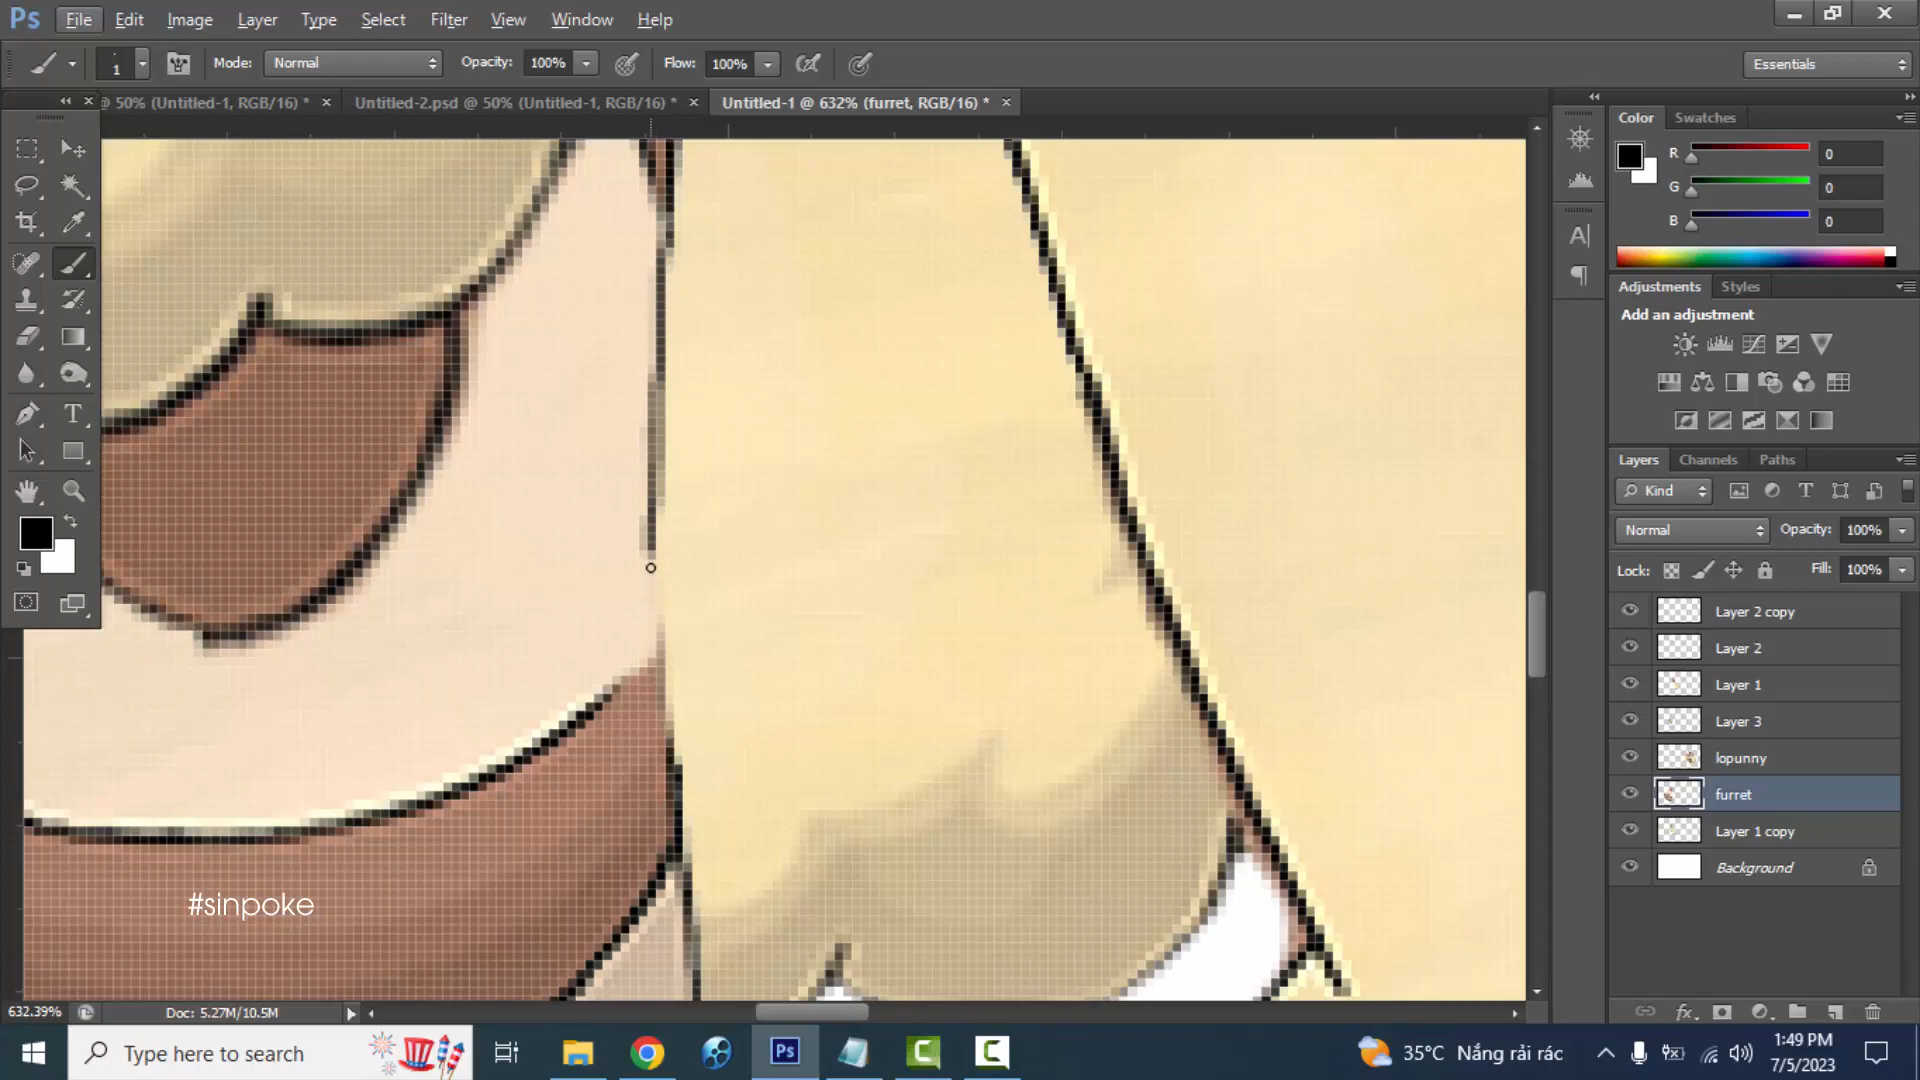 Ps File Edit Image Layer Type Select Filter View Window Help
1 Mode: Normal Opacity: 100% Flow: 100% Essentials
@ 50% (Untitled-1, RGB/16) * × Untitled-2.psd @ 50% (Untitled-1, RGB/16) * × Untitled-1 @ 632% (furret, RGB/16) * ×
Color Swatches
R 0
G 0
B 0
Adjustments Styles
Add an adjustment
Layers Channels Paths
Kind
Normal Opacity: 100%
Lock: Fill: 100%
Layer 2 copy
Layer 2
Layer 1
Layer 3
lopunny
furret
Layer 1 copy
Background
#sinpoke
632.39% Doc: 5.27M/10.5M
Type here to search
35°C Nắng rải rác
1:49 PM
7/5/2023